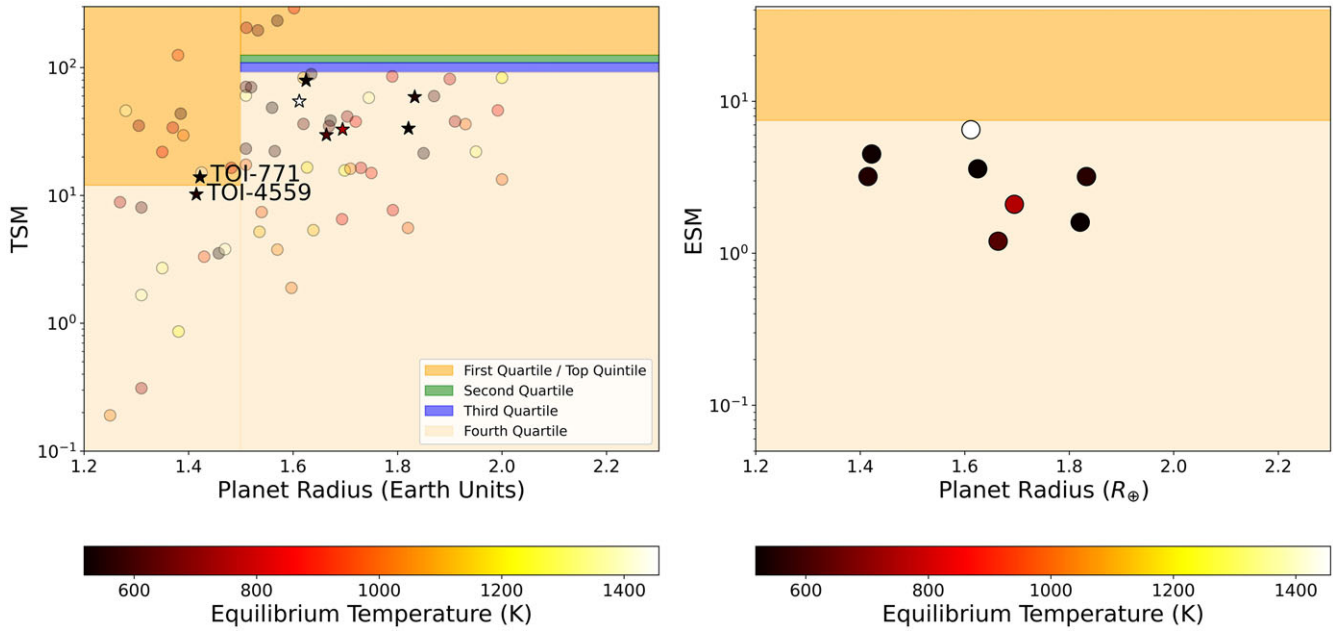 TSM
10²
10¹
10⁰
10⁻¹
TOI-771
TOI-4559
First Quartile / Top Quintile
Second Quartile
Third Quartile
Fourth Quartile
1.2 1.4 1.6 1.8 2.0 2.2
Planet Radius (Earth Units)
600 800 1000 1200 1400
Equilibrium Temperature (K)
ESM
10¹
10⁰
10⁻¹
1.2 1.4 1.6 1.8 2.0 2.2
Planet Radius (R⊕)
600 800 1000 1200 1400
Equilibrium Temperature (K)